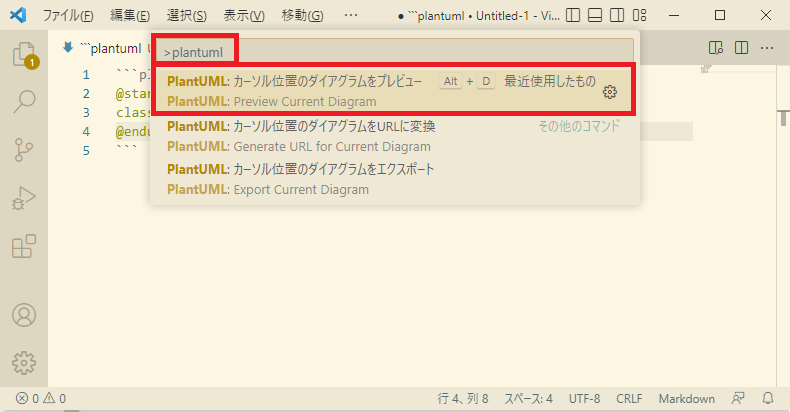 ファイル(F) 編集(E) 選択(S) 表示(V) 移動(G) ··· ● ```plantuml • Untitled-1 - Vi...
```plantuml U
>plantuml
PlantUML: カーソル位置のダイアグラムをプレビュー Alt + D 最近使用したもの
PlantUML: Preview Current Diagram
PlantUML: カーソル位置のダイアグラムをURLに変換 その他のコマンド
PlantUML: Generate URL for Current Diagram
PlantUML: カーソル位置のダイアグラムをエクスポート
PlantUML: Export Current Diagram
1 ```pl
2 @star
3 class
4 @endu
5 ```
1
0 0 行 4、列 8 スペース: 4 UTF-8 CRLF Markdown